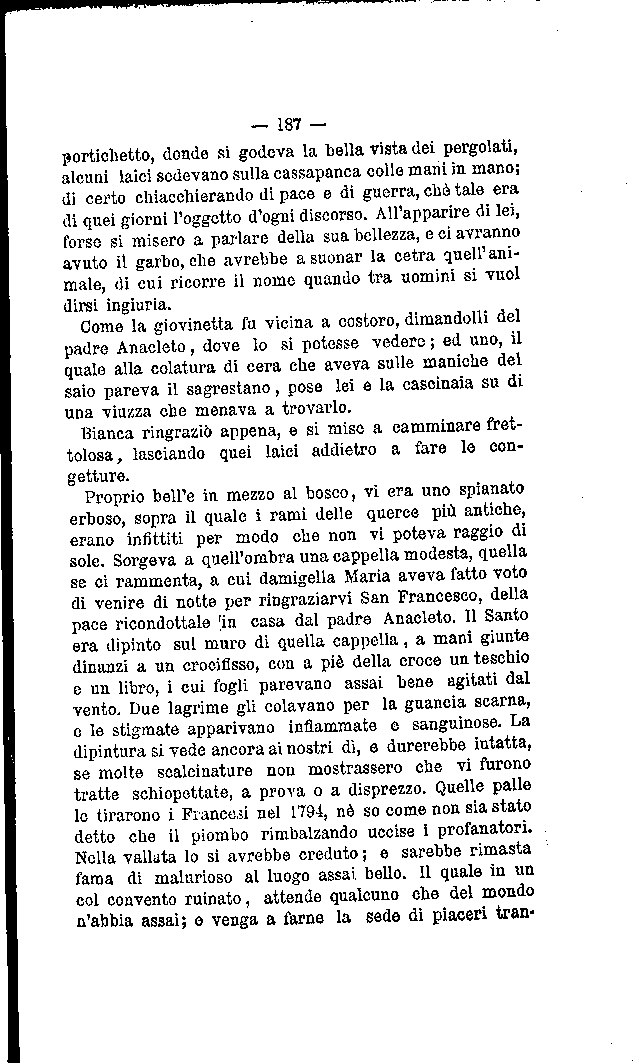 — 187 —
portichetto, donde si godeva la bella vista dei pergolati,
alcuni laici sedevano sulla cassapanca colle mani in mano;
di certo chiacchierando di pace e di guerra, chè tale era
di quei giorni l'oggetto d'ogni discorso. All'apparire di lei,
forse si misero a parlare della sua bellezza, e ci avranno
avuto il garbo, che avrebbe a suonar la cetra quell'ani-
male, di cui ricorre il nome quando tra uomini si vuol
dirsi ingiuria.
Come la giovinetta fu vicina a costoro, dimandolli del
padre Anacleto, dove lo si potesse vedere; ed uno, il
quale alla colatura di cera che aveva sulle maniche del
saio pareva il sagrestano, pose lei e la cascinaia su di
una viuzza che menava a trovarlo.
Bianca ringraziò appena, e si mise a camminare fret-
tolosa, lasciando quei laici addietro a fare le con-
getture.
Proprio bell'e in mezzo al bosco, vi era uno spianato
erboso, sopra il quale i rami delle querce più antiche,
erano infittiti per modo che non vi poteva raggio di
sole. Sorgeva a quell'ombra una cappella modesta, quella
se ci rammenta, a cui damigella Maria aveva fatto voto
di venire di notte per ringraziarvi San Francesco, della
pace ricondottale in casa dal padre Anacleto. Il Santo
era dipinto sul muro di quella cappella, a mani giunte
dinanzi a un crocifisso, con a piè della croce un teschio
e un libro, i cui fogli parevano assai bene agitati dal
vento. Due lagrime gli colavano per la guancia scarna,
e le stigmate apparivano infiammate e sanguinose. La
dipintura si vede ancora ai nostri dì, e durerebbe intatta,
se molte scalcinature non mostrassero che vi furono
tratte schiopettate, a prova o a disprezzo. Quelle palle
le tirarono i Francesi nel 1794, nè so come non sia stato
detto che il piombo rimbalzando uccise i profanatori.
Nella vallata lo si avrebbe creduto; e sarebbe rimasta
fama di malurioso al luogo assai bello. Il quale in un
col convento ruinato, attende qualcuno che del mondo
n'abbia assai; e venga a farne la sede di piaceri tran-